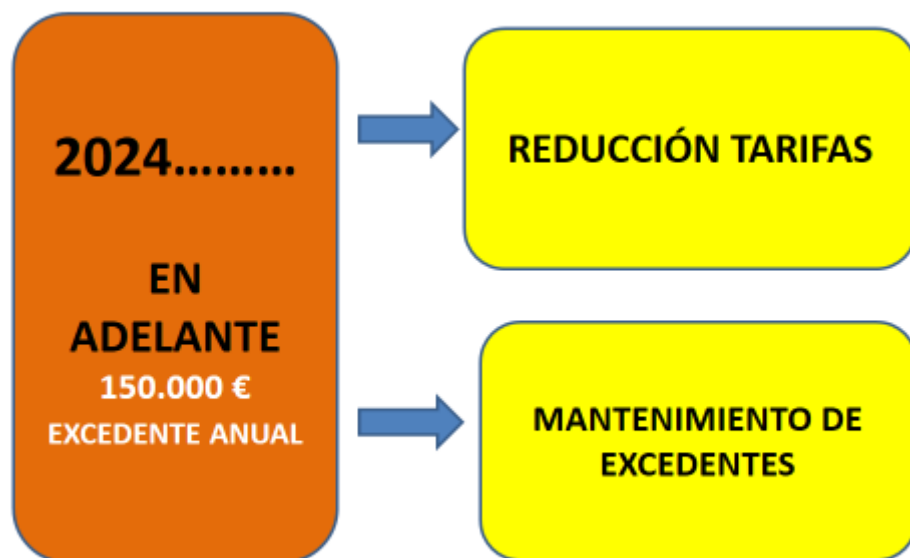 2024.........
EN
ADELANTE
150.000 €
EXCEDENTE ANUAL
REDUCCIÓN TARIFAS
MANTENIMIENTO DE
EXCEDENTES